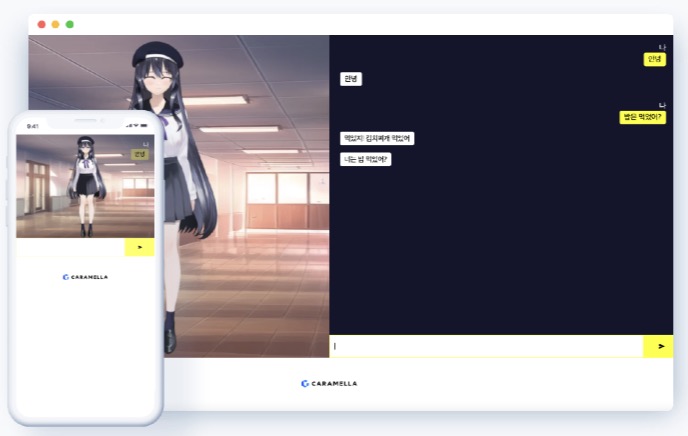 나
안녕
안녕
나
밥은 먹었어?
먹었지! 김치찌개 먹었어
너는 밥 먹었어?
CARAMELLA
9:41
나
안녕
CARAMELLA